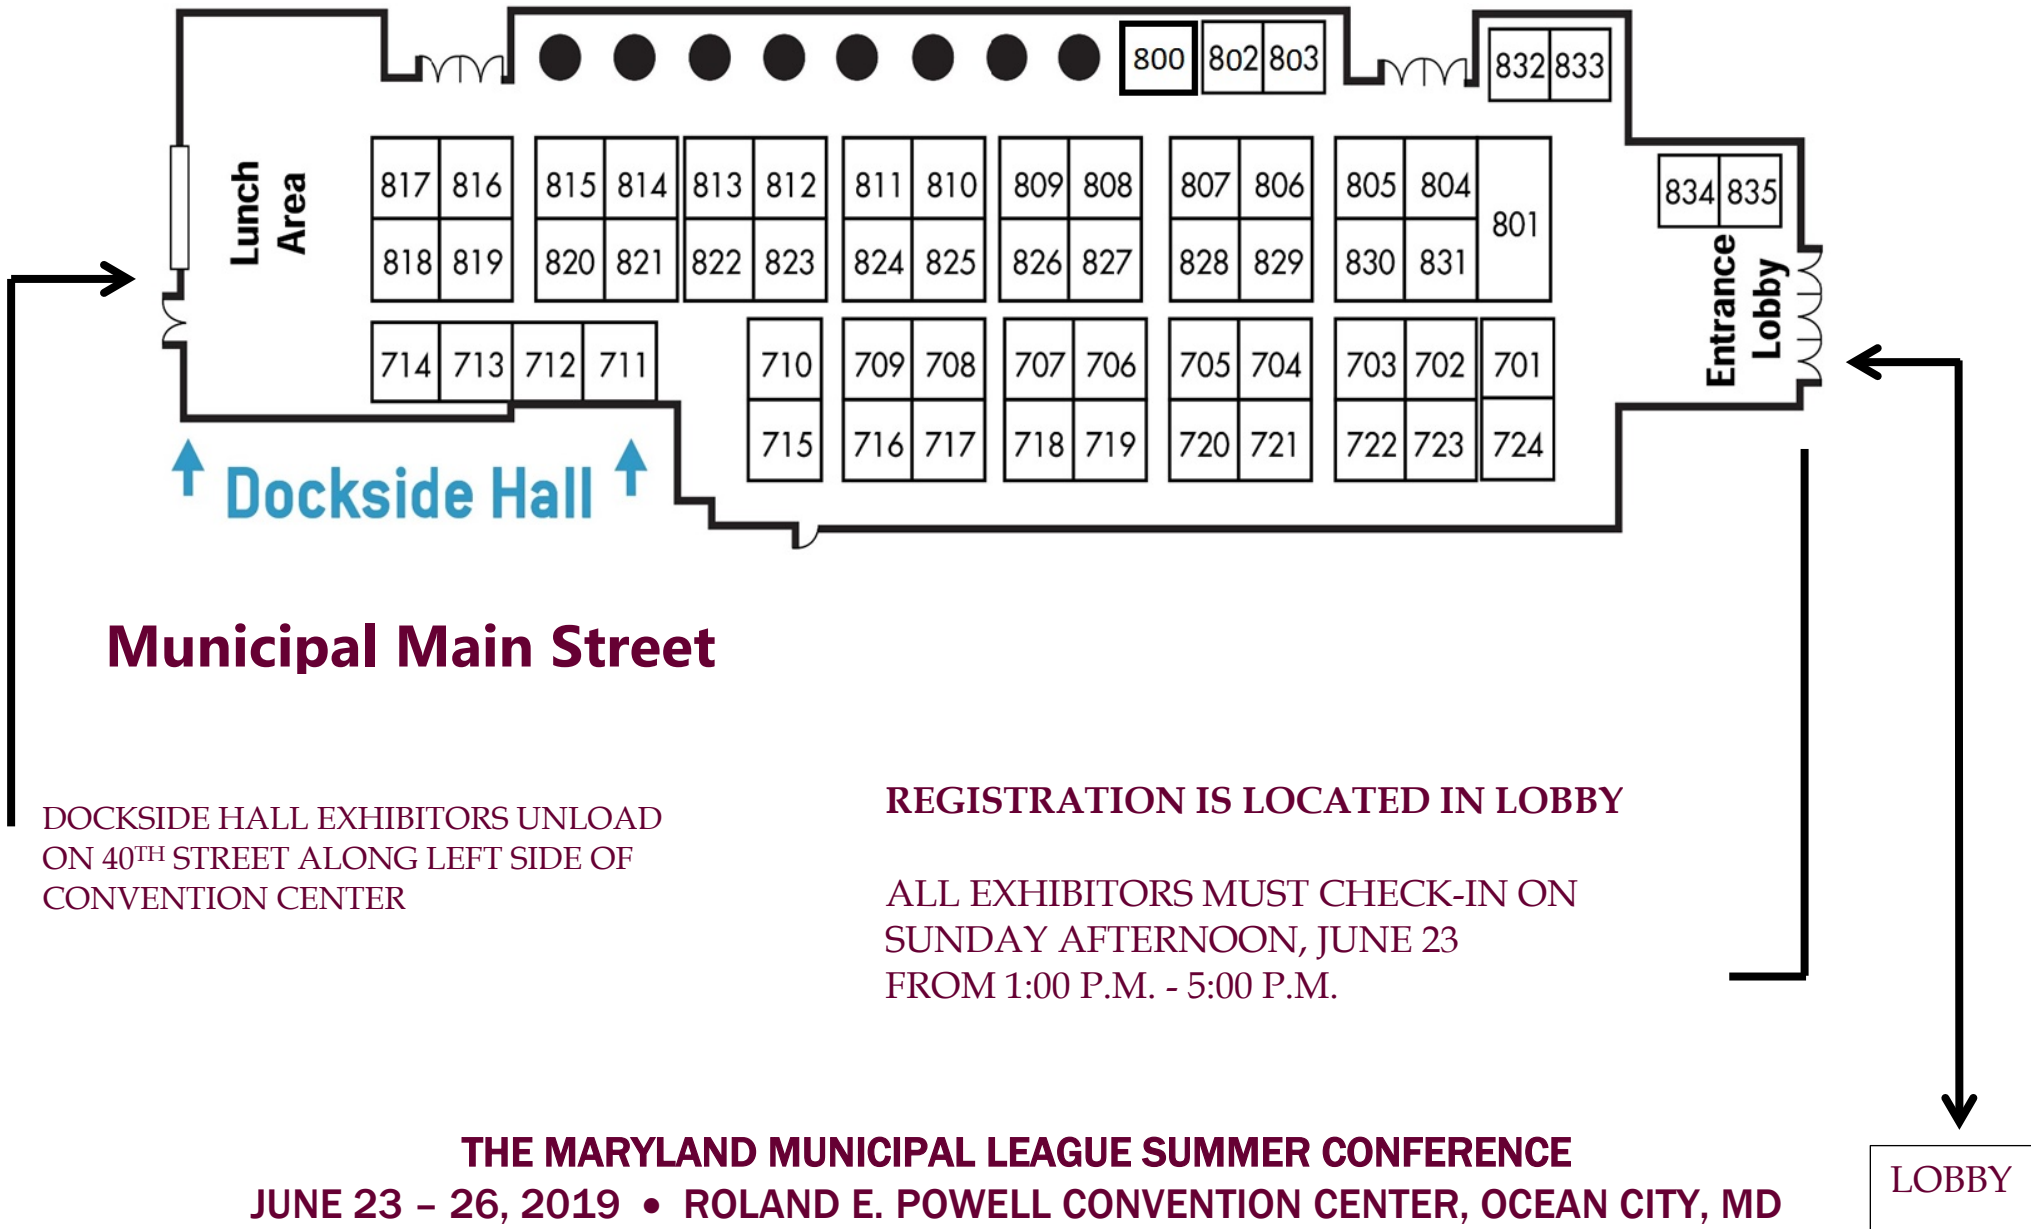 800 802 803
832 833
Lunch
Area
817 816 815 814 813 812 811 810 809 808 807 806 805 804
801
834 835
818 819 820 821 822 823 824 825 826 827 828 829 830 831
Entrance
Lobby
714 713 712 711 710 709 708 707 706 705 704 703 702 701
715 716 717 718 719 720 721 722 723 724
Dockside Hall
Municipal Main Street
DOCKSIDE HALL EXHIBITORS UNLOAD
ON 40TH STREET ALONG LEFT SIDE OF
CONVENTION CENTER
REGISTRATION IS LOCATED IN LOBBY
ALL EXHIBITORS MUST CHECK-IN ON
SUNDAY AFTERNOON, JUNE 23
FROM 1:00 P.M. - 5:00 P.M.
THE MARYLAND MUNICIPAL LEAGUE SUMMER CONFERENCE
JUNE 23 – 26, 2019 • ROLAND E. POWELL CONVENTION CENTER, OCEAN CITY, MD
LOBBY